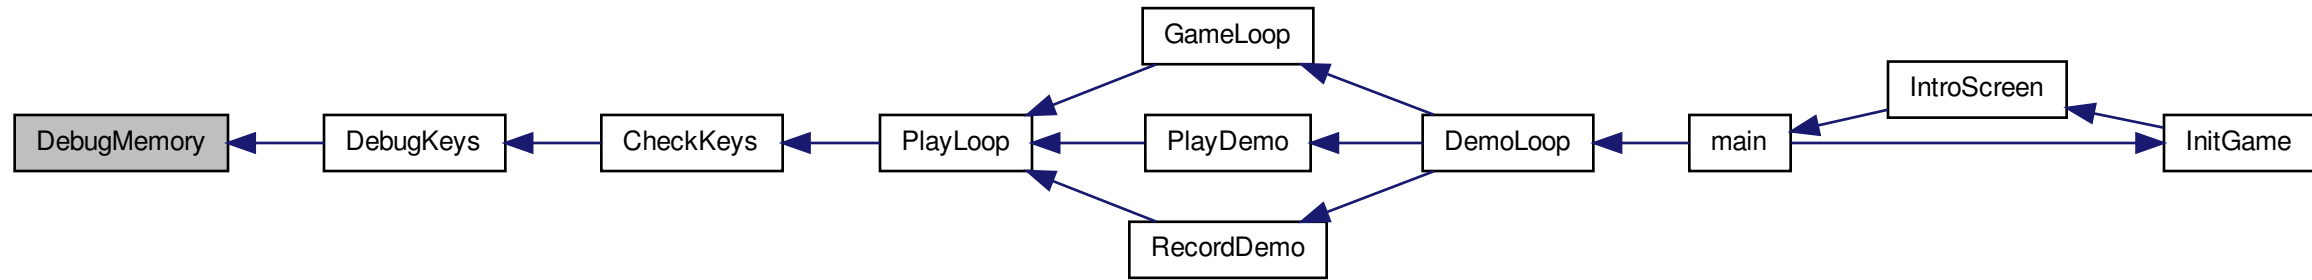 DebugMemory
DebugKeys
CheckKeys
PlayLoop
GameLoop
PlayDemo
RecordDemo
DemoLoop
main
IntroScreen
InitGame